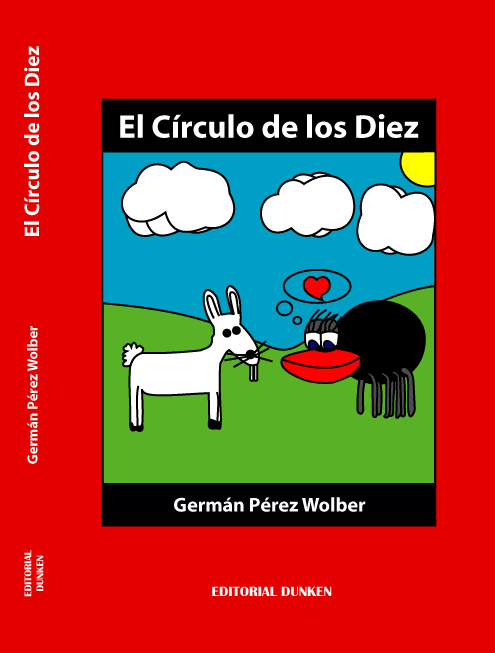 El Círculo de los Diez
Germán Pérez Wolber
EDITORIAL
DUNKEN
El Círculo de los Diez
Germán Pérez Wolber
EDITORIAL DUNKEN